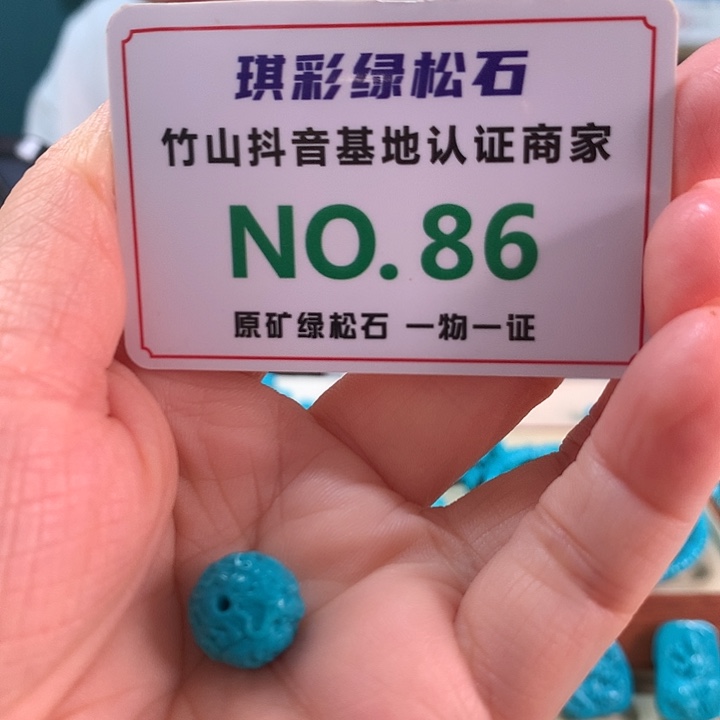 琪彩绿松石
竹山抖音基地认证商家
NO. 86
原矿绿松石 一物一证